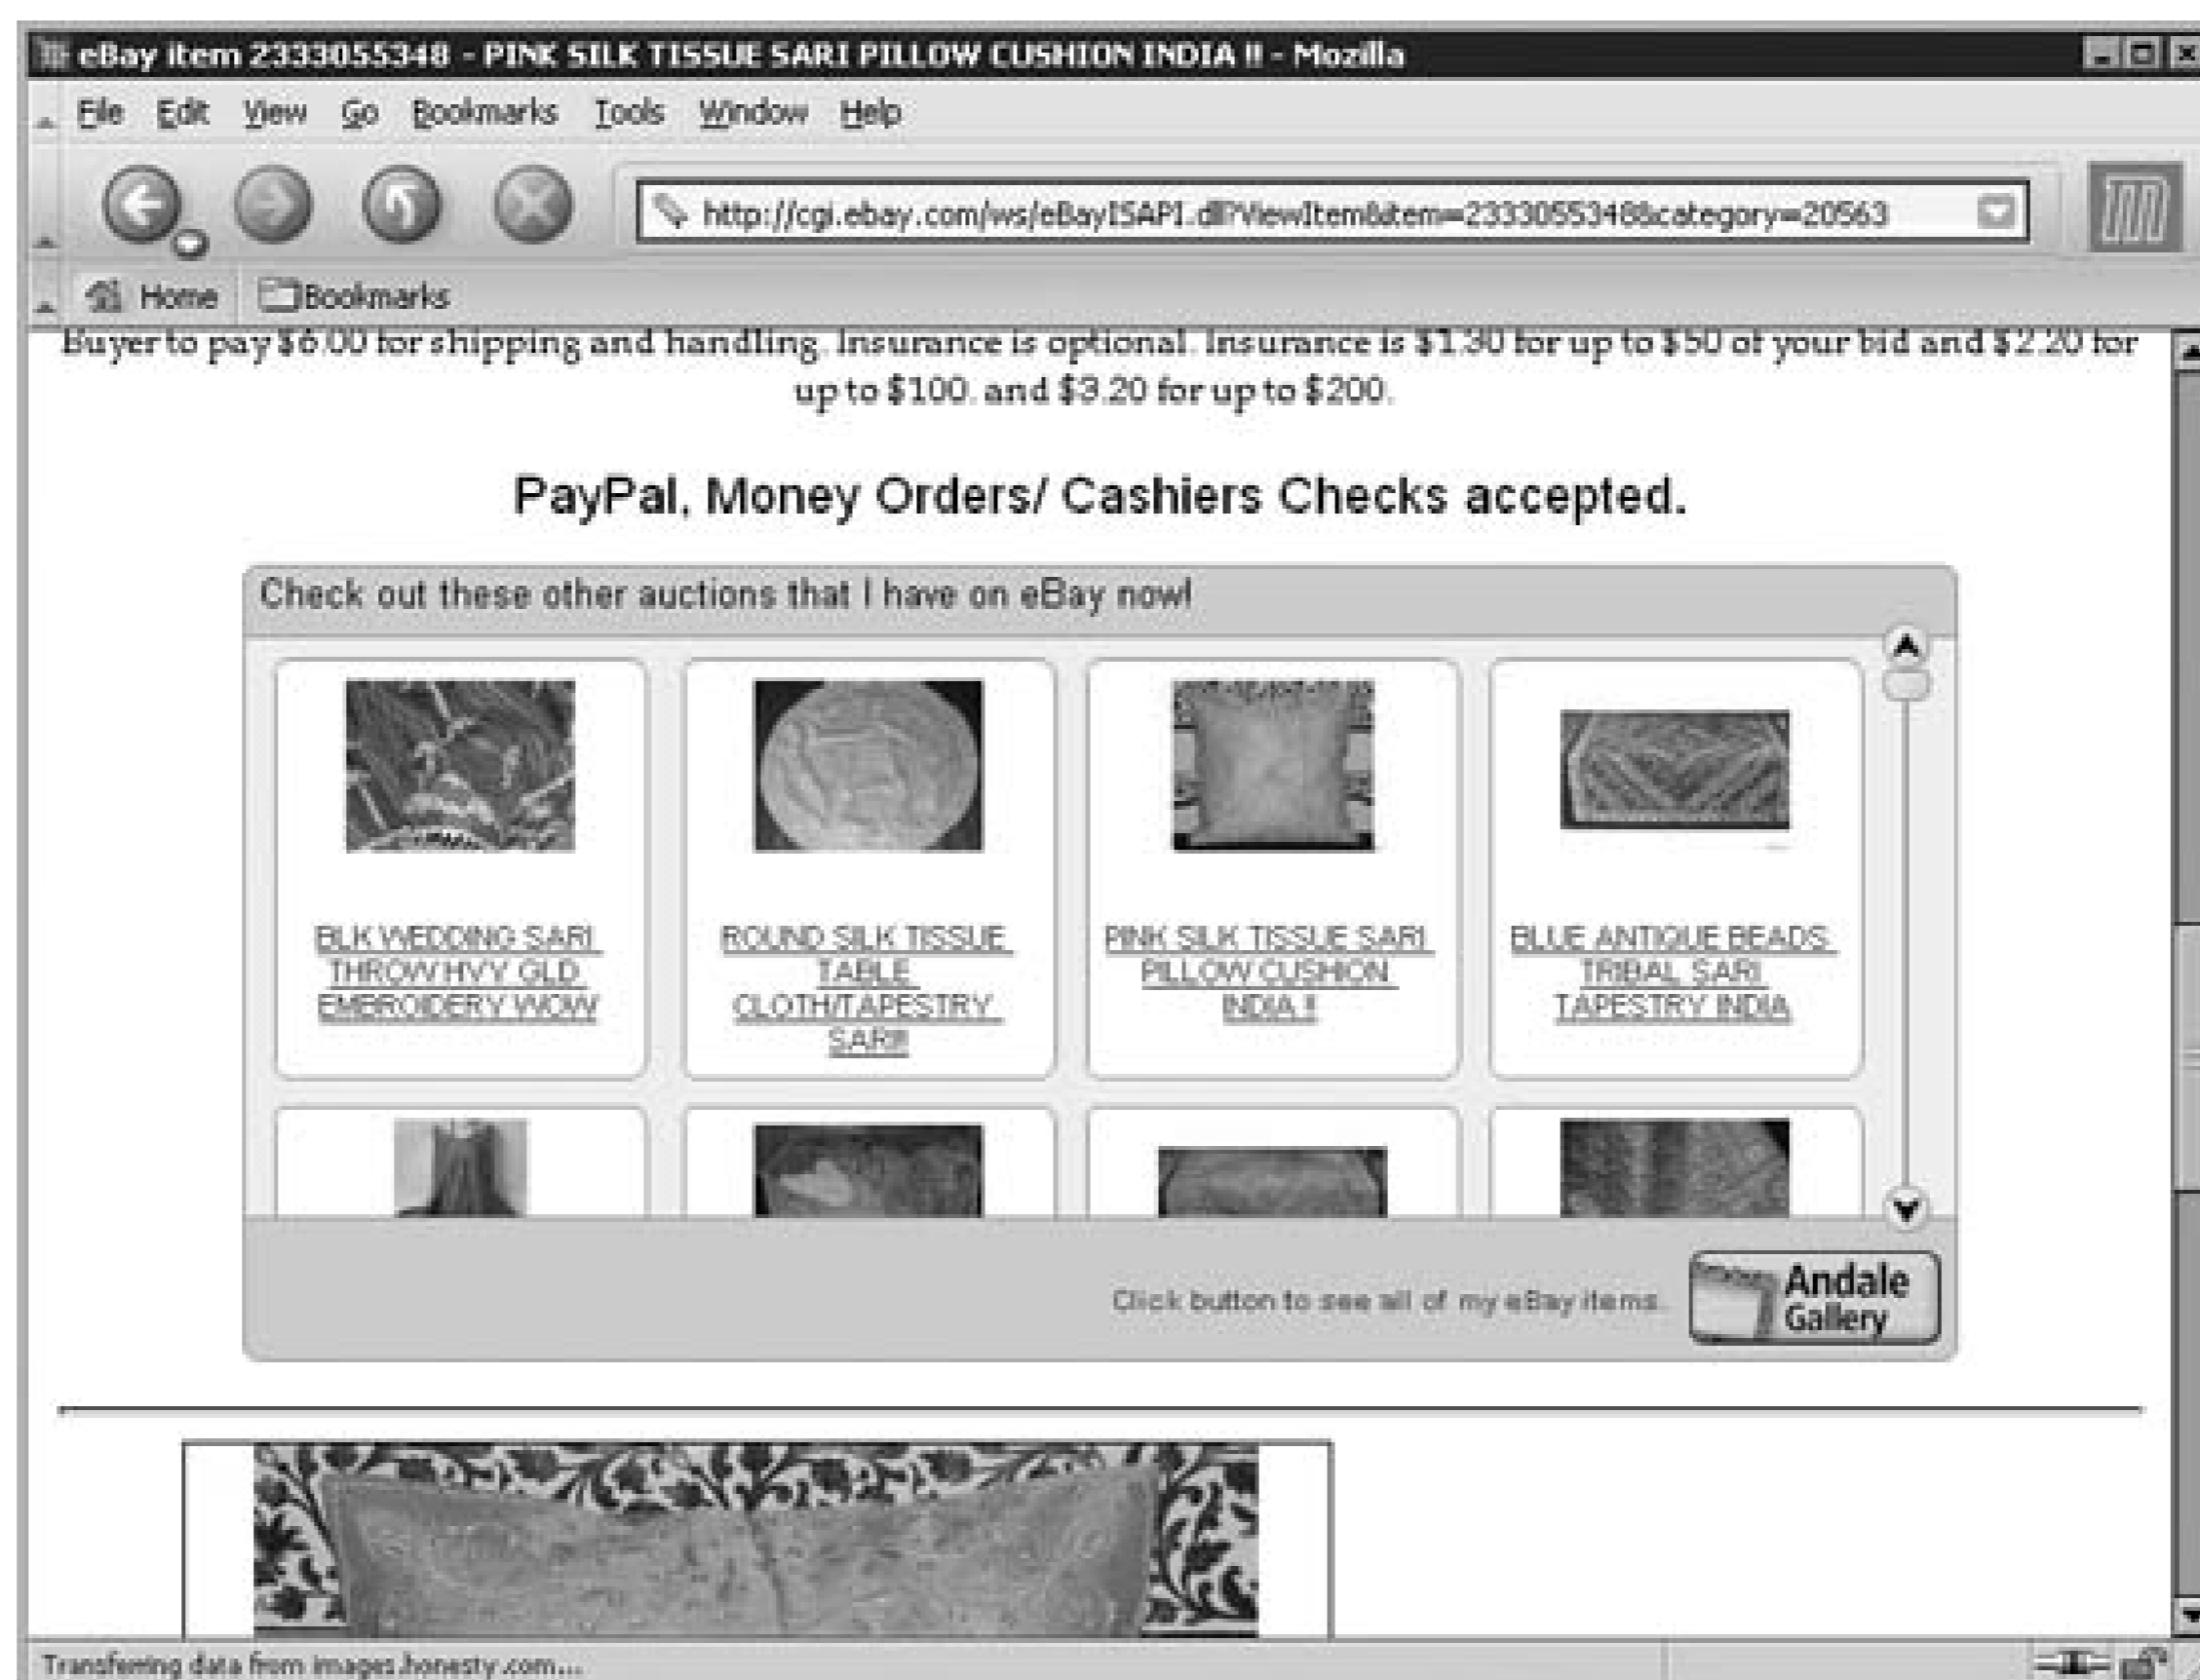 eBay item 2333055348 - PINK SILK TISSUE SARI PILLOW CUSHION INDIA !! - Mozilla
File Edit View Go Bookmarks Tools Window Help
http://cgi.ebay.com/ws/eBayISAPI.dll?ViewItem&item=2333055348&category=20563
Home Bookmarks
Buyer to pay $6.00 for shipping and handling. Insurance is optional. Insurance is $1.30 for up to $50 of your bid and $2.20 for
up to $100. and $3.20 for up to $200.
PayPal, Money Orders/ Cashiers Checks accepted.
Check out these other auctions that I have on eBay now!
BLK WEDDING SARI
THROW HVY GLD
EMBROIDERY WOW
ROUND SILK TISSUE
TABLE
CLOTH/TAPESTRY
SARI!!
PINK SILK TISSUE SARI
PILLOW CUSHION
INDIA !!
BLUE ANTIQUE BEADS
TRIBAL SARI
TAPESTRY INDIA
Click button to see all of my eBay items.
Andale
Gallery
Transferring data from images.honesty.com...